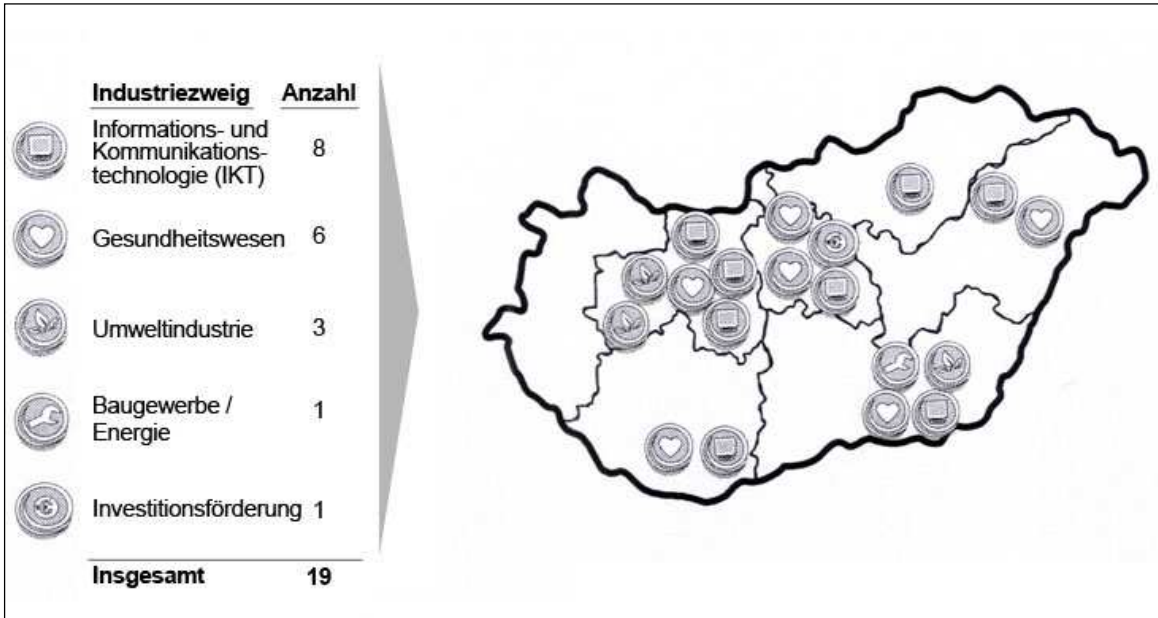 Industriezweig Anzahl
Informations- und
Kommunikations-
technologie (IKT) 8
Gesundheitswesen 6
Umweltindustrie 3
Baugewerbe /
Energie 1
Investitionsförderung 1
Insgesamt 19